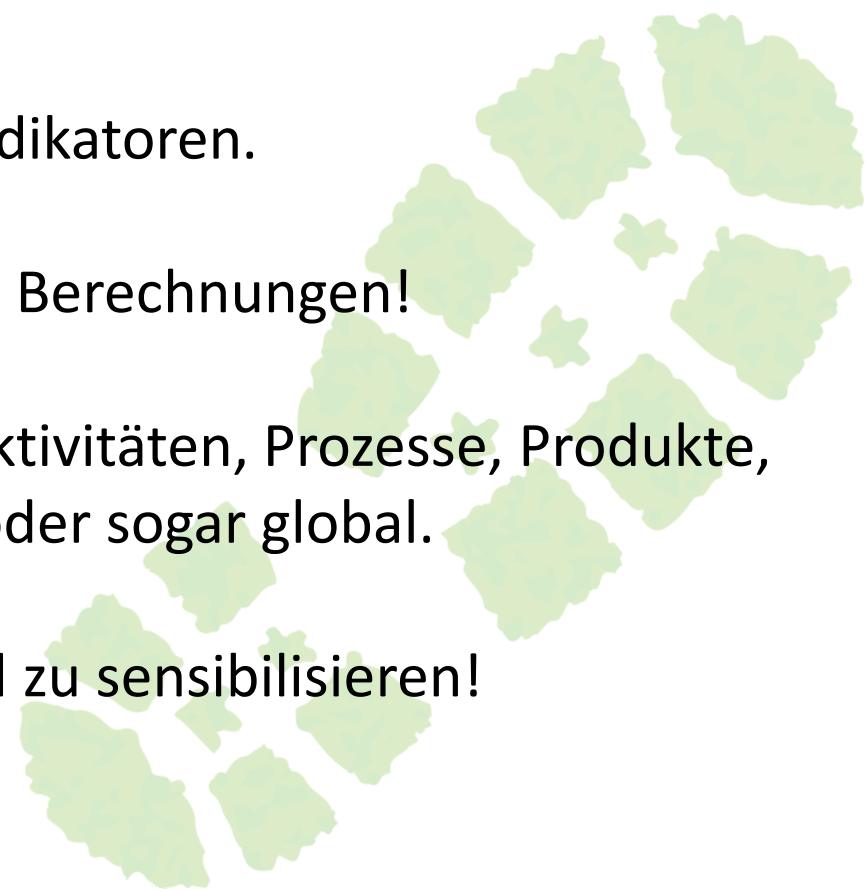 dikatoren.
Berechnungen!
ktivitäten, Prozesse, Produkte,
oder sogar global.
zu sensibilisieren!